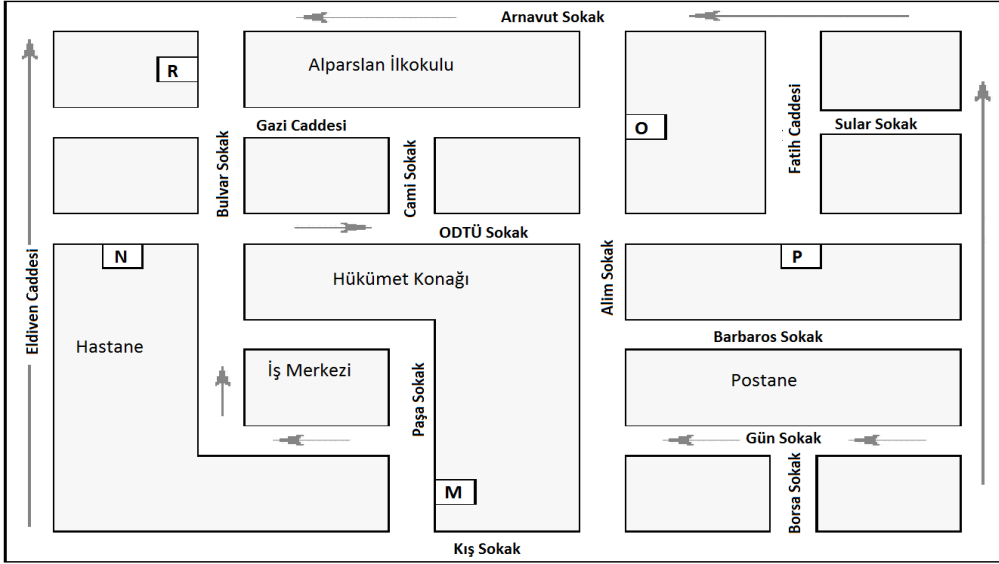 Arnavut Sokak
R
Alparslan İlkokulu
Gazi Caddesi
O
Fatih Caddesi
Sular Sokak
Bulvar Sokak
Cami Sokak
ODTÜ Sokak
N
Hükümet Konağı
Alim Sokak
P
Eldiven Caddesi
Hastane
Barbaros Sokak
İş Merkezi
Paşa Sokak
Postane
Gün Sokak
M
Borsa Sokak
Kış Sokak